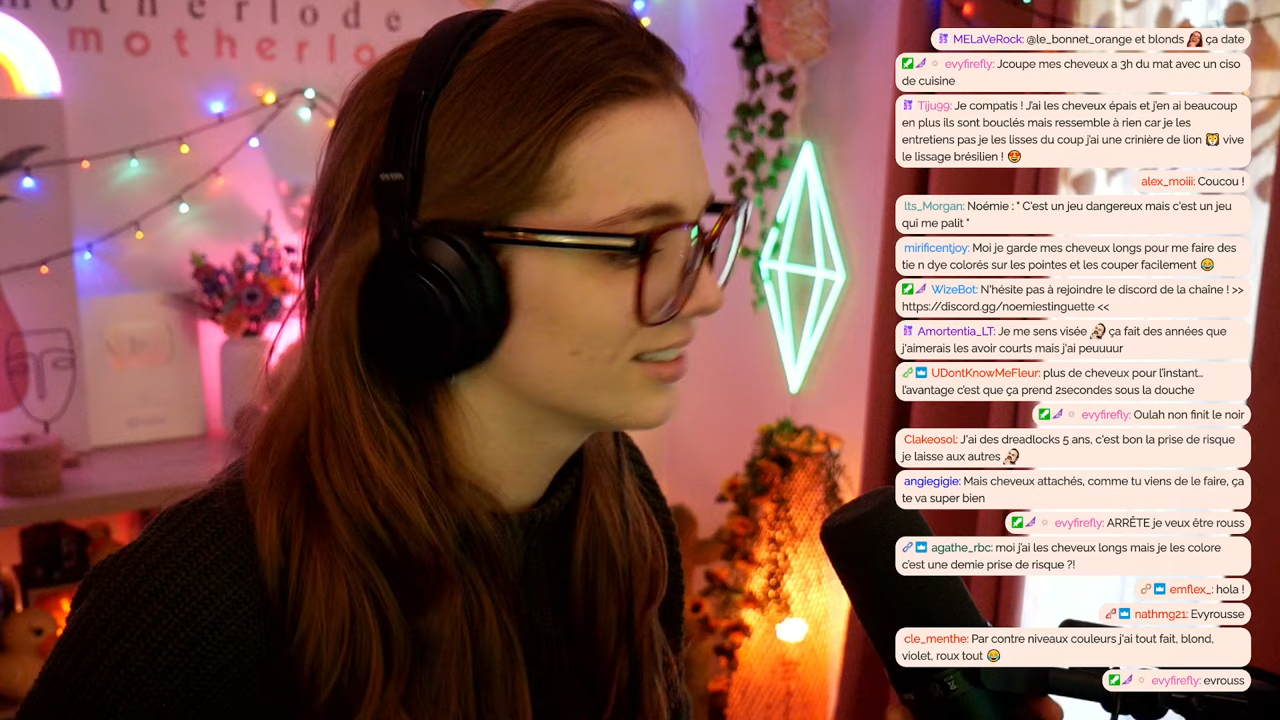 motherlode
motherlo
MELaVeRock: @le_bonnet_orange et blonds ça date
evyfirefly: Jcoupe mes cheveux a 3h du mat avec un ciso
de cuisine
Tiju99: Je compatis ! J'ai les cheveux épais et j'en ai beaucoup
en plus ils sont bouclés mais ressemble à rien car je les
entretiens pas je les lisses du coup j'ai une crinière de lion 🦁 vive
le lissage brésilien ! 🤩
alex_moiii: Coucou !
lts_Morgan: Noémie : " C'est un jeu dangereux mais c'est un jeu
qui me palit "
mirificentjoy: Moi je garde mes cheveux longs pour me faire des
tie n dye colorés sur les pointes et les couper facilement 😂
WizeBot: N'hésite pas à rejoindre le discord de la chaîne ! >>
https://discord.gg/noemiestinguette <<
Amortentia_LT: Je me sens visée ça fait des années que
j'aimerais les avoir courts mais j'ai peuuuur
UDontKnowMeFleur: plus de cheveux pour l'instant...
l'avantage c'est que ça prend 2secondes sous la douche
evyfirefly: Oulah non finit le noir
Clakeosol: J'ai des dreadlocks 5 ans, c'est bon la prise de risque
je laisse aux autres
angiegigie: Mais cheveux attachés, comme tu viens de le faire, ça
te va super bien
evyfirefly: ARRÊTE je veux être rouss
agathe_rbc: moi j'ai les cheveux longs mais je les colore
c'est une demie prise de risque ?!
emflex_: hola !
nathmg21: Evyrousse
cle_menthe: Par contre niveaux couleurs j'ai tout fait, blond,
violet, roux tout 😂
evyfirefly: evrouss